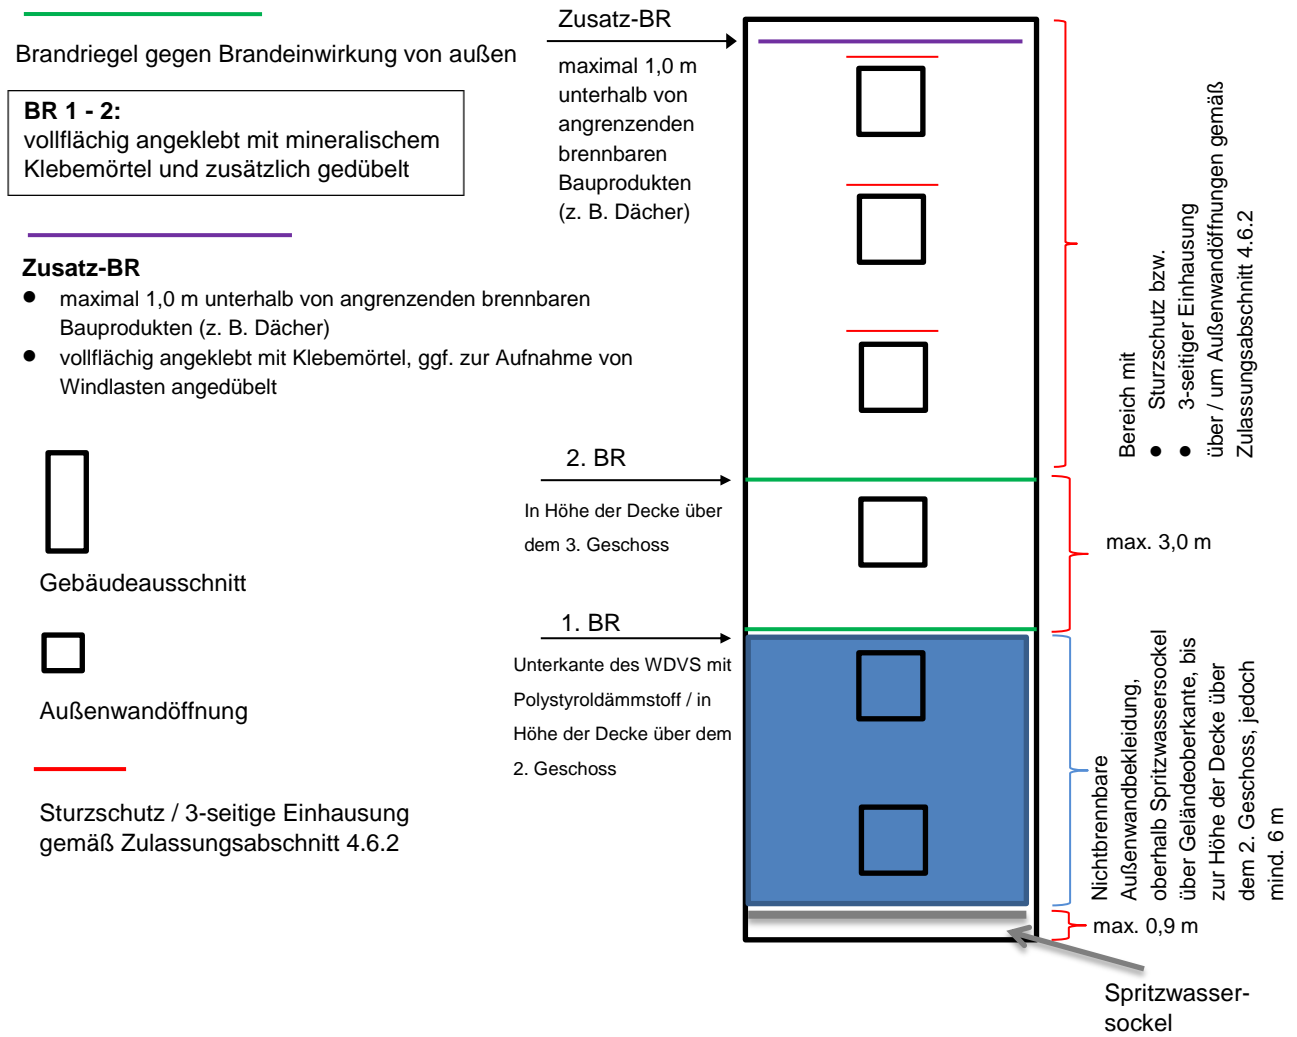 Brandriegel gegen Brandeinwirkung von außen
BR 1 - 2:
vollflächig angeklebt mit mineralischem
Klebemörtel und zusätzlich gedübelt
Zusatz-BR
● maximal 1,0 m unterhalb von angrenzenden brennbaren
Bauprodukten (z. B. Dächer)
● vollflächig angeklebt mit Klebemörtel, ggf. zur Aufnahme von
Windlasten angedübelt
Gebäudeausschnitt
Außenwandöffnung
Sturzschutz / 3-seitige Einhausung
gemäß Zulassungsabschnitt 4.6.2
Zusatz-BR
maximal 1,0 m
unterhalb von
angrenzenden
brennbaren
Bauprodukten
(z. B. Dächer)
2. BR
In Höhe der Decke über
dem 3. Geschoss
1. BR
Unterkante des WDVS mit
Polystyroldämmstoff / in
Höhe der Decke über dem
2. Geschoss
Bereich mit
● Sturzschutz bzw.
● 3-seitiger Einhausung
über / um Außenwandöffnungen gemäß
Zulassungsabschnitt 4.6.2
max. 3,0 m
Nichtbrennbare
Außenwandbekleidung,
oberhalb Spritzwassersockel
über Geländeoberkante, bis
zur Höhe der Decke über
dem 2. Geschoss, jedoch
mind. 6 m
max. 0,9 m
Spritzwasser-
sockel